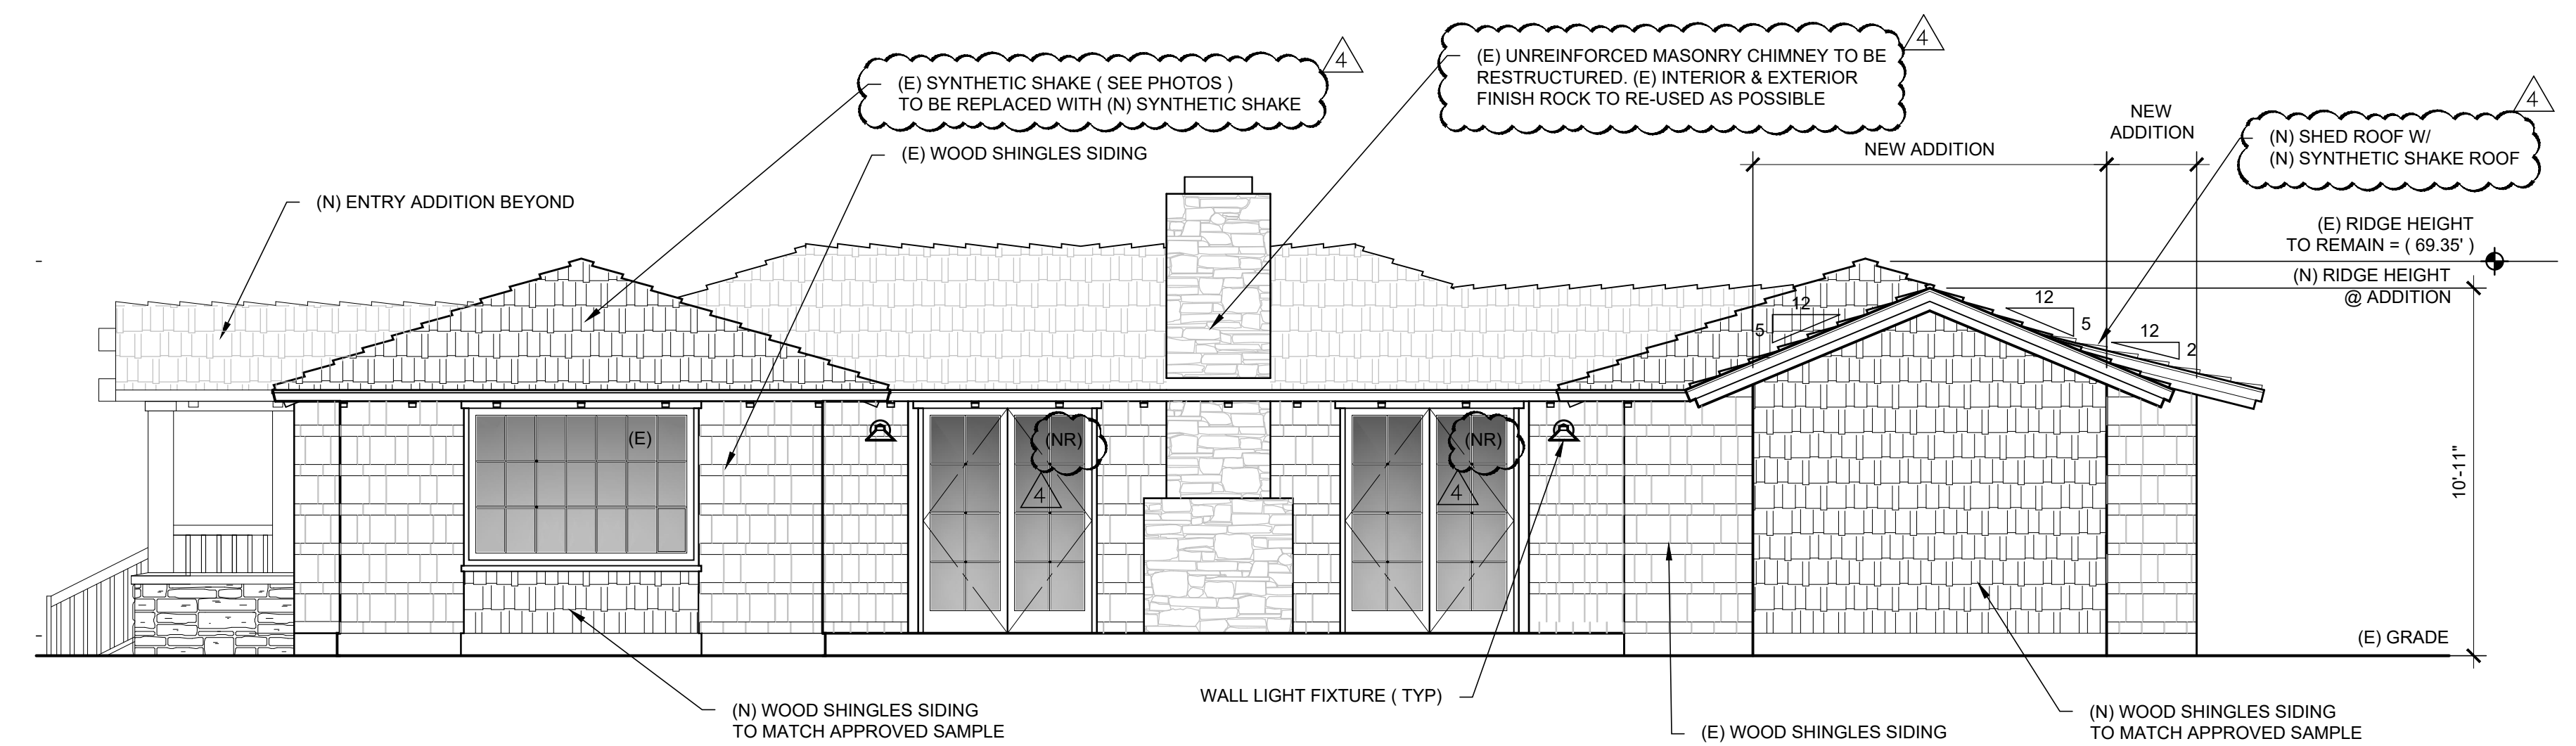 4
(E) SYNTHETIC SHAKE ( SEE PHOTOS )
TO BE REPLACED WITH (N) SYNTHETIC SHAKE
4
(E) UNREINFORCED MASONRY CHIMNEY TO BE
RESTRUCTURED. (E) INTERIOR & EXTERIOR
FINISH ROCK TO RE-USED AS POSSIBLE
4
(N) SHED ROOF W/
(N) SYNTHETIC SHAKE ROOF
NEW
ADDITION
NEW ADDITION
(E) WOOD SHINGLES SIDING
(N) ENTRY ADDITION BEYOND
(E) RIDGE HEIGHT
TO REMAIN = ( 69.35' )
(N) RIDGE HEIGHT
@ ADDITION
12
5
12
5
12
2
(E)
(NR)
4
(NR)
4
10'-11"
(E) GRADE
WALL LIGHT FIXTURE ( TYP)
(N) WOOD SHINGLES SIDING
TO MATCH APPROVED SAMPLE
(E) WOOD SHINGLES SIDING
(N) WOOD SHINGLES SIDING
TO MATCH APPROVED SAMPLE